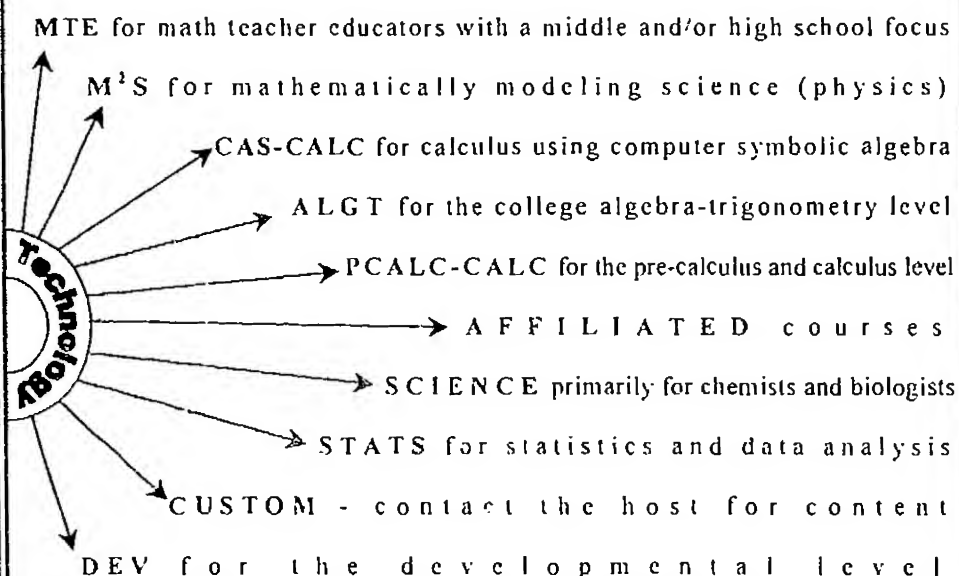 MTE for math teacher educators with a middle and/or high school focus
M²S for mathematically modeling science (physics)
CAS-CALC for calculus using computer symbolic algebra
ALGT for the college algebra-trigonometry level
PCALC-CALC for the pre-calculus and calculus level
AFFILIATED courses
SCIENCE primarily for chemists and biologists
STATS for statistics and data analysis
CUSTOM - contact the host for content
DEV for the developmental level
Technology